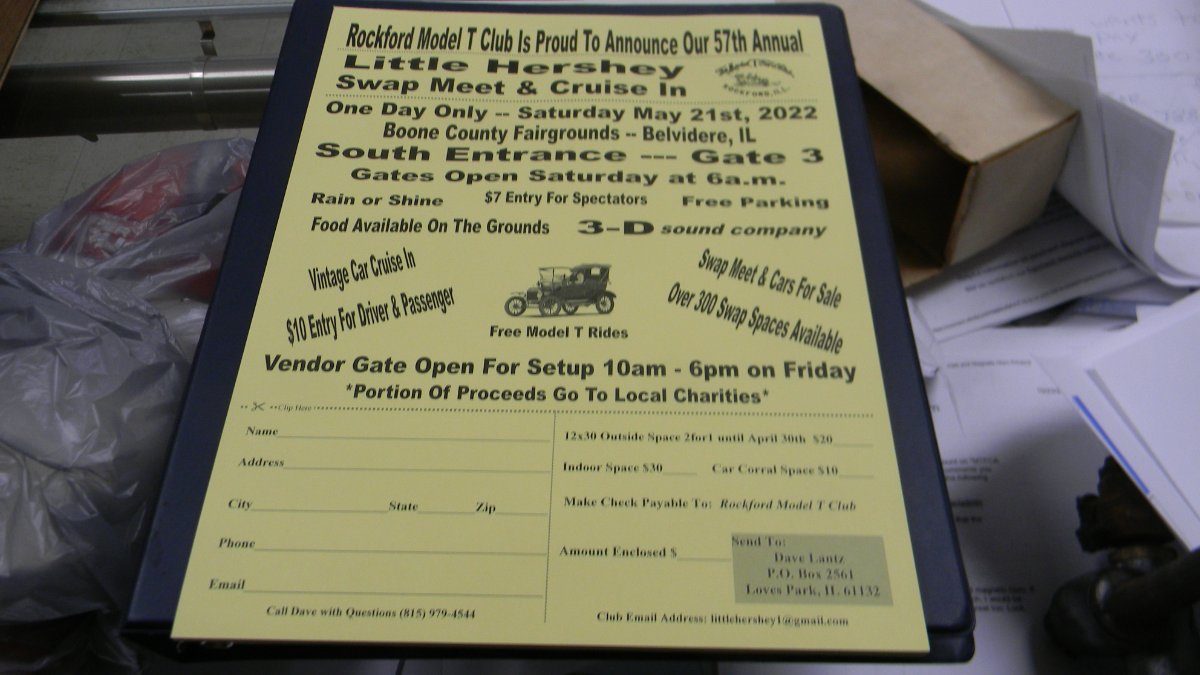 Rockford Model T Club Is Proud To Announce Our 57th Annual
Little Hershey
Swap Meet & Cruise In
ROCKFORD, ILL.
One Day Only -- Saturday May 21st, 2022
Boone County Fairgrounds -- Belvidere, IL
South Entrance --- Gate 3
Gates Open Saturday at 6a.m.
Rain or Shine $7 Entry For Spectators Free Parking
Food Available On The Grounds 3-D sound company
Vintage Car Cruise In
$10 Entry For Driver & Passenger
Swap Meet & Cars For Sale
Over 300 Swap Spaces Available
Free Model T Rides
Vendor Gate Open For Setup 10am - 6pm on Friday
*Portion Of Proceeds Go To Local Charities*
Clip Here
Name
Address
City State Zip
Phone
Email
Call Dave with Questions (815) 979-4544
12x30 Outside Space 2for1 until April 30th $20
Indoor Space $30 Car Corral Space $10
Make Check Payable To: Rockford Model T Club
Amount Enclosed $
Send To:
Dave Lantz
P.O. Box 2561
Loves Park, IL 61132
Club Email Address: littlehershey1@gmail.com